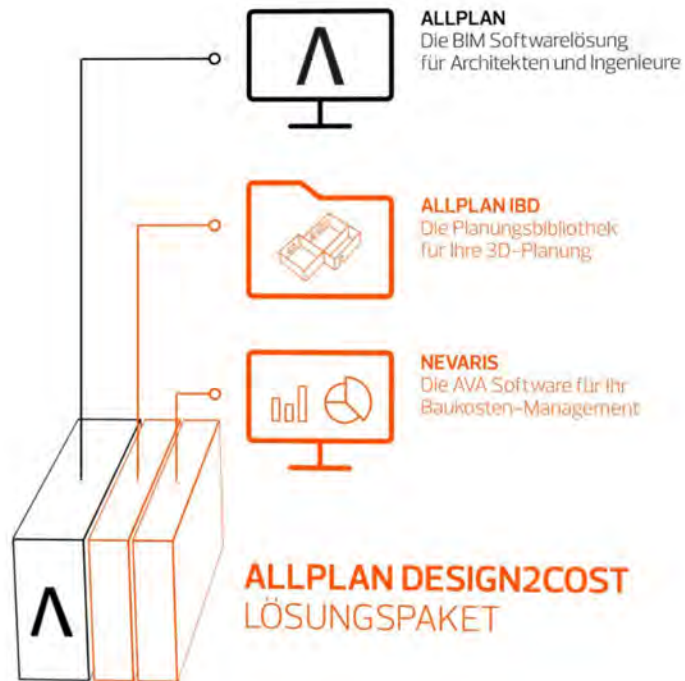 ALLPLAN
Die BIM Softwarelösung
für Architekten und Ingenieure
ALLPLAN IBD
Die Planungsbibliothek
für Ihre 3D-Planung
NEVARIS
Die AVA Software für Ihr
Baukosten-Management
ALLPLAN DESIGN2COST
LÖSUNGSPAKET